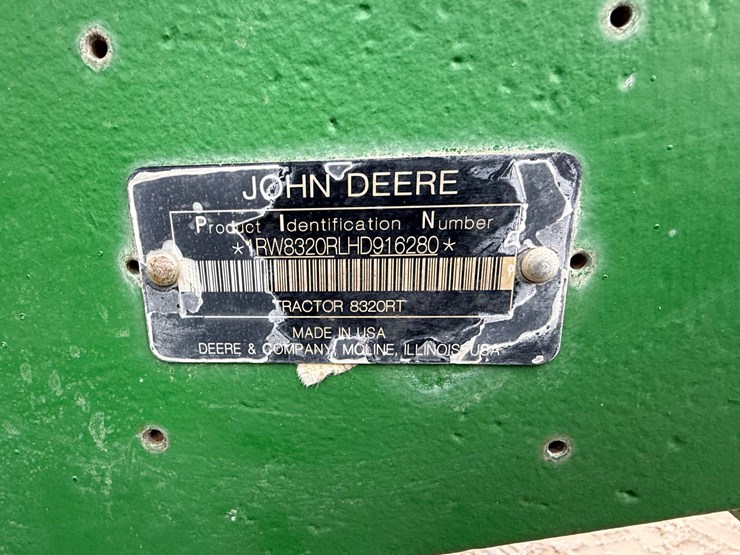 JOHN DEERE
Product Identification Number
*1RW8320RLHD916280*
TRACTOR 8320RT
MADE IN USA
DEERE & COMPANY, MOLINE, ILLINOIS, USA